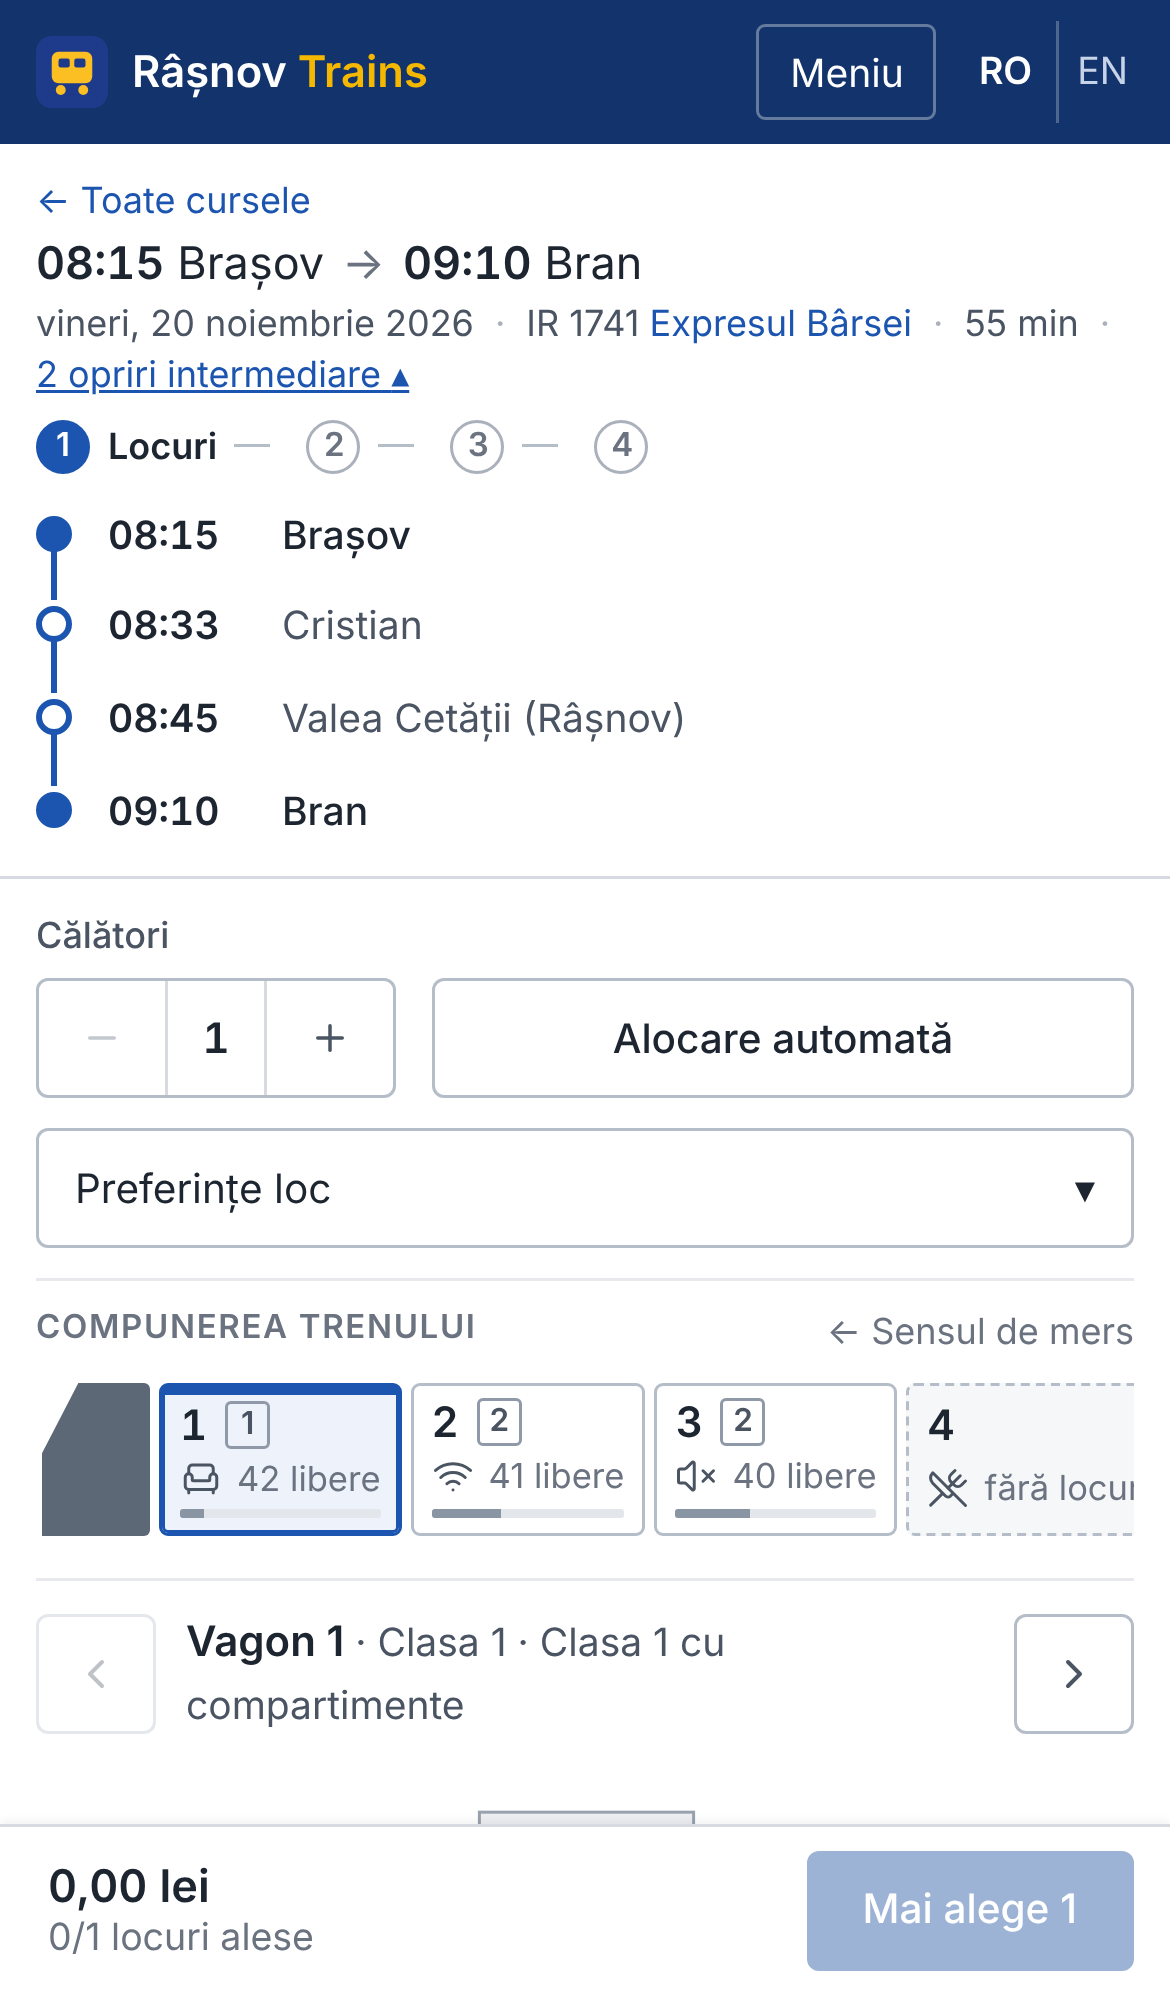 Râșnov Trains
Meniu
RO
EN
← Toate cursele
08:15 Brașov → 09:10 Bran
vineri, 20 noiembrie 2026 · IR 1741 Expresul Bârsei · 55 min ·
2 opriri intermediare ▴
1 Locuri — 2 — 3 — 4
08:15 Brașov
08:33 Cristian
08:45 Valea Cetății (Râșnov)
09:10 Bran
Călători
− 1 +
Alocare automată
Preferințe loc ▾
COMPUNEREA TRENULUI
← Sensul de mers
1 1
42 libere
2 2
41 libere
3 2
40 libere
4
fără locur
Vagon 1 · Clasa 1 · Clasa 1 cu
compartimente
0,00 lei
0/1 locuri alese
Mai alege 1